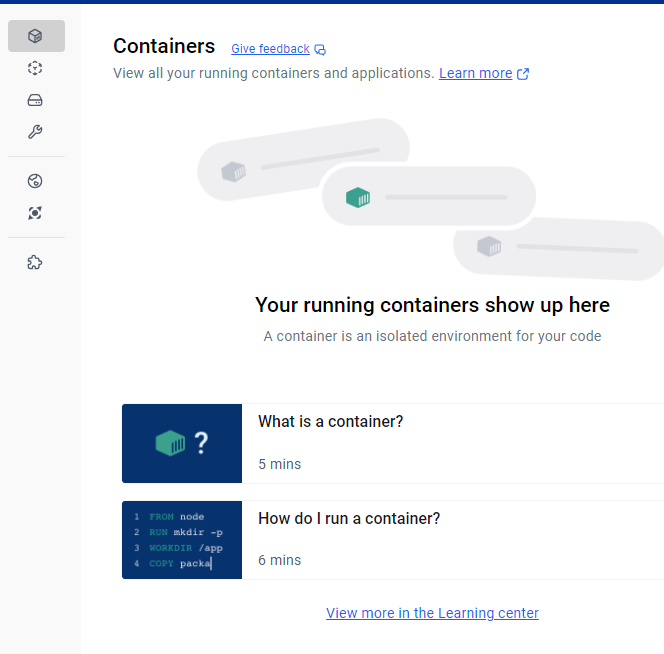 Containers Give feedback
View all your running containers and applications. Learn more
Your running containers show up here
A container is an isolated environment for your code
?
What is a container?
5 mins
1 FROM node
2 RUN mkdir -p
3 WORKDIR /app
4 COPY packa
How do I run a container?
6 mins
View more in the Learning center